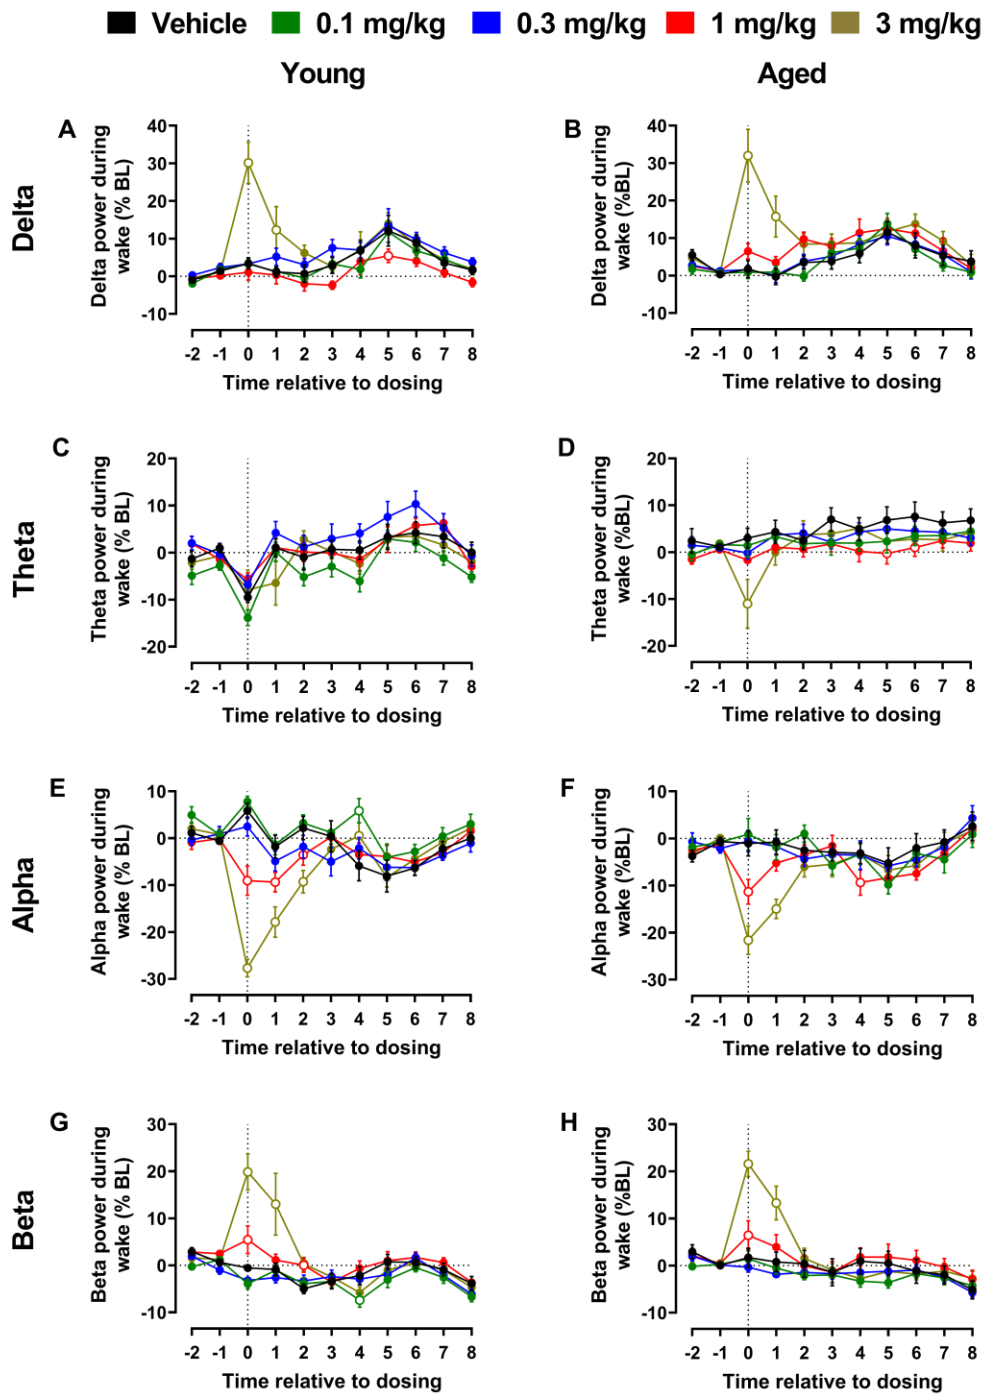 Vehicle 0.1 mg/kg 0.3 mg/kg 1 mg/kg 3 mg/kg
Young Aged
Delta
A
Delta power during
wake (% BL)
40
30
20
10
0
-10
-2 -1 0 1 2 3 4 5 6 7 8
Time relative to dosing
B
Delta power during
wake (%BL)
40
30
20
10
0
-10
-2 -1 0 1 2 3 4 5 6 7 8
Time relative to dosing
Theta
C
Theta power during
wake (% BL)
20
10
0
-10
-20
-2 -1 0 1 2 3 4 5 6 7 8
Time relative to dosing
D
Theta power during
wake (%BL)
20
10
0
-10
-20
-2 -1 0 1 2 3 4 5 6 7 8
Time relative to dosing
Alpha
E
Alpha power during
wake (% BL)
10
0
-10
-20
-30
-2 -1 0 1 2 3 4 5 6 7 8
Time relative to dosing
F
Alpha power during
wake (%BL)
10
0
-10
-20
-30
-2 -1 0 1 2 3 4 5 6 7 8
Time relative to dosing
Beta
G
Beta power during
wake (% BL)
30
20
10
0
-10
-2 -1 0 1 2 3 4 5 6 7 8
Time relative to dosing
H
Beta power during
wake (%BL)
30
20
10
0
-10
-2 -1 0 1 2 3 4 5 6 7 8
Time relative to dosing